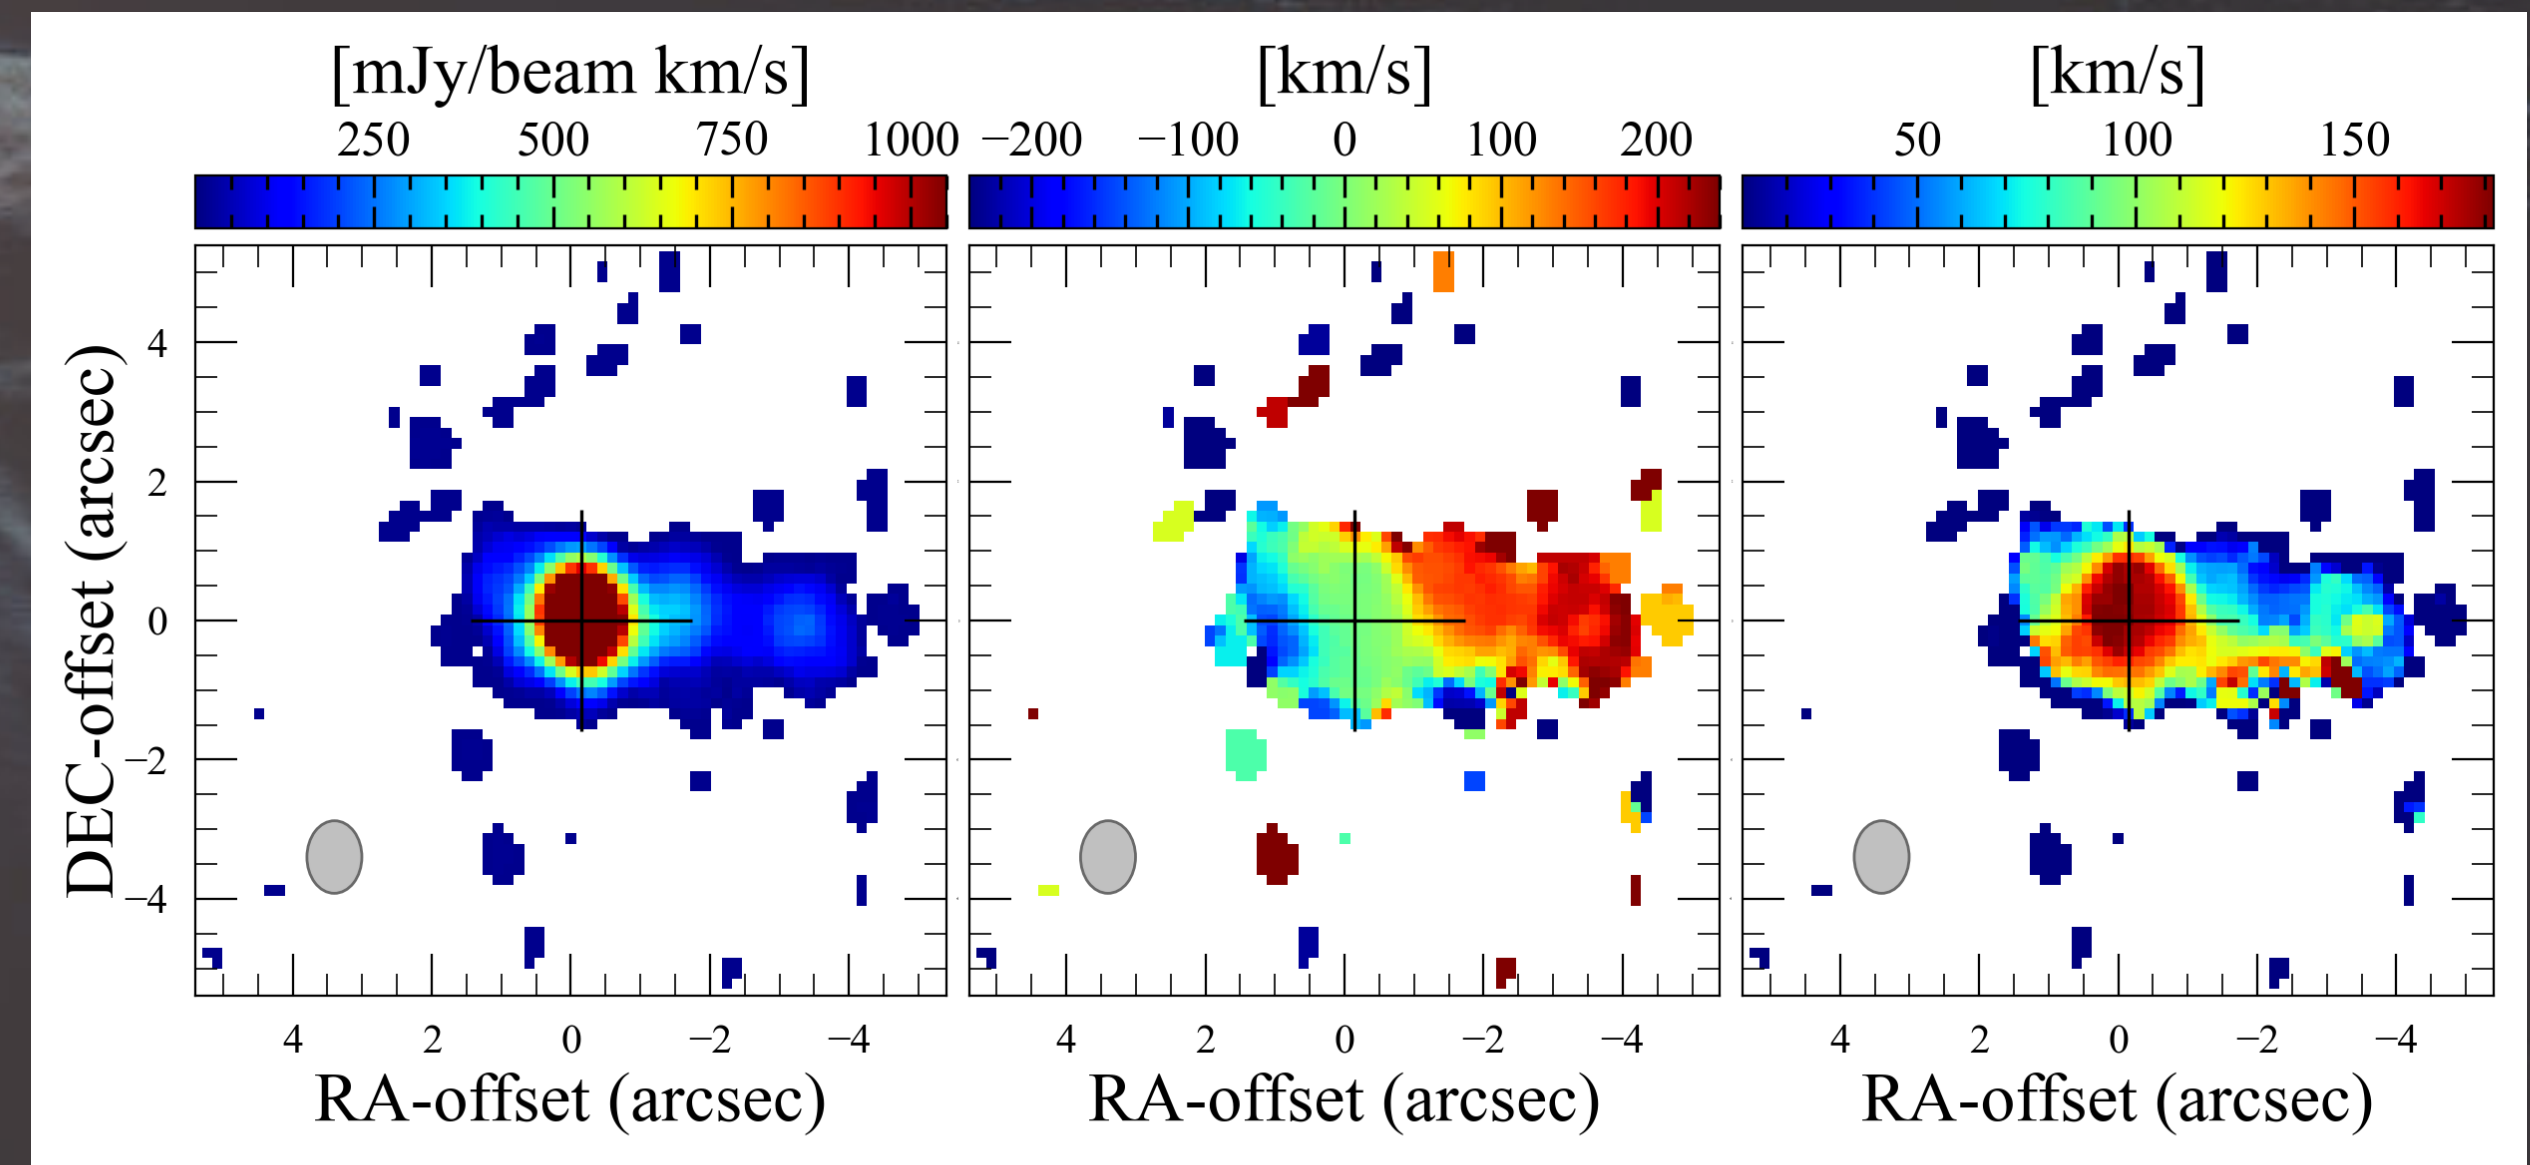 [mJy/beam km/s] [km/s] [km/s]
250 500 750 1000 −200 −100 0 100 200 50 100 150
DEC-offset (arcsec)
4
2
0
−2
−4
4 2 0 −2 −4 4 2 0 −2 −4 4 2 0 −2 −4
RA-offset (arcsec) RA-offset (arcsec) RA-offset (arcsec)